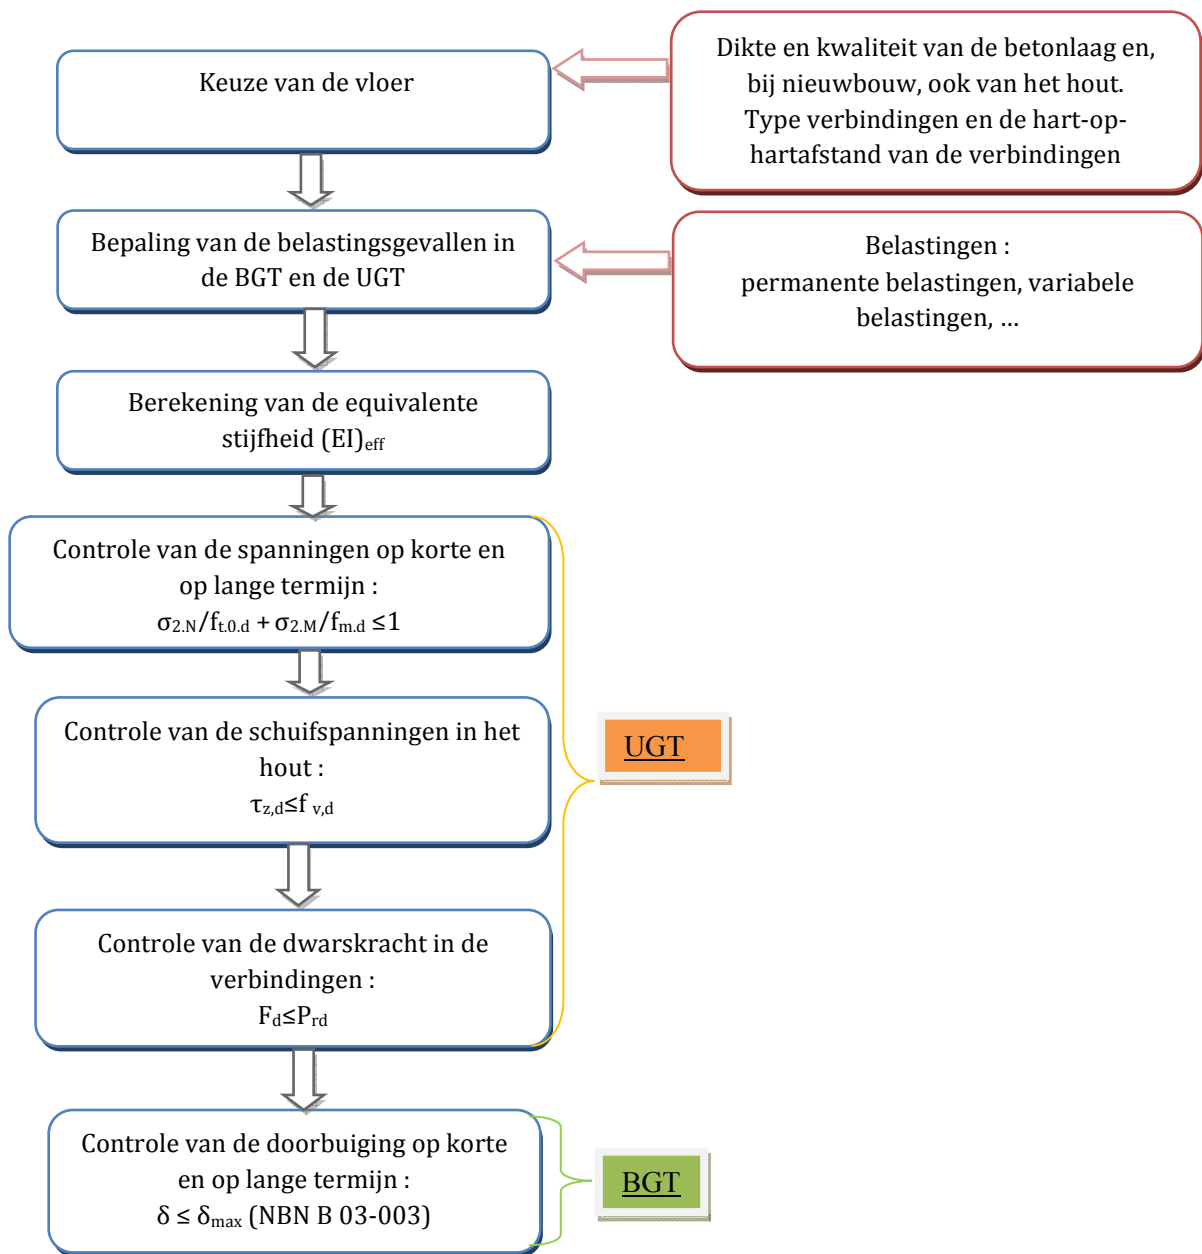 Keuze van de vloer
Dikte en kwaliteit van de betonlaag en,
bij nieuwbouw, ook van het hout.
Type verbindingen en de hart-op-
hartafstand van de verbindingen
Bepaling van de belastingsgevallen in
de BGT en de UGT
Belastingen :
permanente belastingen, variabele
belastingen, …
Berekening van de equivalente
stijfheid (EI)eff
Controle van de spanningen op korte en
op lange termijn :
σ2.N/ft.0.d + σ2.M/fm.d ≤1
Controle van de schuifspanningen in het
hout :
τz,d≤f v,d
UGT
Controle van de dwarskracht in de
verbindingen :
Fd≤Prd
Controle van de doorbuiging op korte
en op lange termijn :
δ ≤ δmax (NBN B 03-003)
BGT